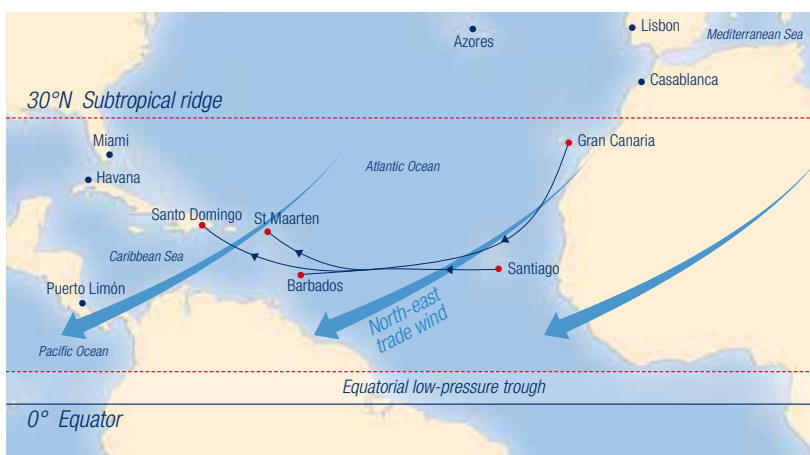 Lisbon
Mediterranean Sea
Azores
Casablanca
30°N Subtropical ridge
Miami
Gran Canaria
Atlantic Ocean
Havana
Santo Domingo
St Maarten
Caribbean Sea
Santiago
Barbados
Puerto Limón
North-east
trade wind
Pacific Ocean
Equatorial low-pressure trough
0° Equator